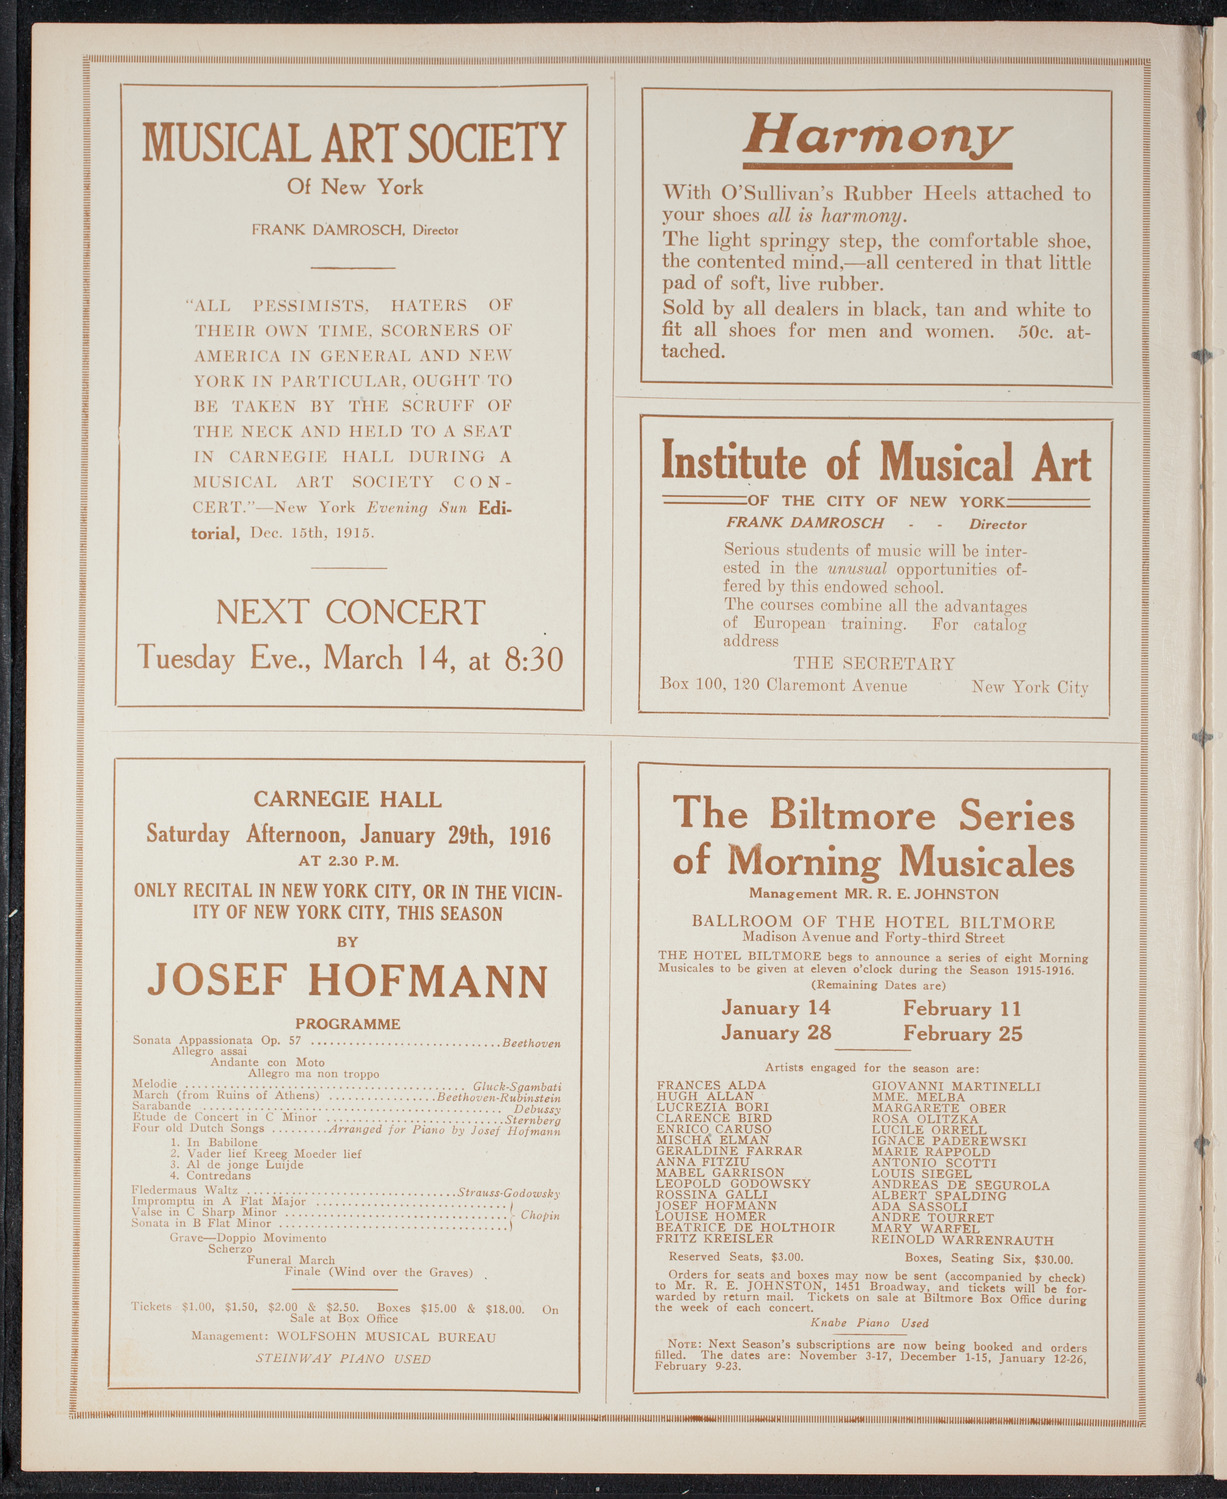 MUSICAL ART SOCIETY
Of New York
FRANK DAMROSCH, Director
"ALL PESSIMISTS, HATERS OF
THEIR OWN TIME, SCORNERS OF
AMERICA IN GENERAL AND NEW
YORK IN PARTICULAR, OUGHT TO
BE TAKEN BY THE SCRUFF OF
THE NECK AND HELD TO A SEAT
IN CARNEGIE HALL DURING A
MUSICAL ART SOCIETY CON-
CERT."—New York Evening Sun Edi-
torial, Dec. 15th, 1915.
NEXT CONCERT
Tuesday Eve., March 14, at 8:30
Harmony
With O'Sullivan's Rubber Heels attached to
your shoes all is harmony.
The light springy step, the comfortable shoe,
the contented mind,—all centered in that little
pad of soft, live rubber.
Sold by all dealers in black, tan and white to
fit all shoes for men and women. 50c. at-
tached.
Institute of Musical Art
OF THE CITY OF NEW YORK
FRANK DAMROSCH - - Director
Serious students of music will be inter-
ested in the unusual opportunities of-
fered by this endowed school.
The courses combine all the advantages
of European training. For catalog
address
THE SECRETARY
Box 100, 120 Claremont Avenue New York City
CARNEGIE HALL
Saturday Afternoon, January 29th, 1916
AT 2.30 P.M.
ONLY RECITAL IN NEW YORK CITY, OR IN THE VICIN-
ITY OF NEW YORK CITY, THIS SEASON
BY
JOSEF HOFMANN
PROGRAMME
Sonata Appassionata Op. 57 ..............................Beethoven
Allegro assai
Andante con Moto
Allegro ma non troppo
Melodie ............................................ Gluck-Sgambati
March (from Ruins of Athens) .................Beethoven-Rubinstein
Sarabande ............................................... Debussy
Etude de Concert in C Minor ............................Sternberg
Four old Dutch Songs .........Arranged for Piano by Josef Hofmann
1. In Babilone
2. Vader lief Kreeg Moeder lief
3. Al de jonge Luijde
4. Contredans
Fledermaus Waltz .................................Strauss-Godowsky
Impromptu in A Flat Major ..............................)
Valse in C Sharp Minor ...................................} Chopin
Sonata in B Flat Minor ....................................)
Grave—Doppio Movimento
Scherzo
Funeral March
Finale (Wind over the Graves)
Tickets $1.00, $1.50, $2.00 & $2.50. Boxes $15.00 & $18.00. On
Sale at Box Office
Management: WOLFSOHN MUSICAL BUREAU
STEINWAY PIANO USED
The Biltmore Series
of Morning Musicales
Management MR. R. E. JOHNSTON
BALLROOM OF THE HOTEL BILTMORE
Madison Avenue and Forty-third Street
THE HOTEL BILTMORE begs to announce a series of eight Morning
Musicales to be given at eleven o'clock during the Season 1915-1916.
(Remaining Dates are)
January 14 February 11
January 28 February 25
Artists engaged for the season are:
FRANCES ALDA
HUGH ALLAN
LUCREZIA BORI
CLARENCE BIRD
ENRICO CARUSO
MISCHA ELMAN
GERALDINE FARRAR
ANNA FITZIU
MABEL GARRISON
LEOPOLD GODOWSKY
ROSSINA GALLI
JOSEF HOFMANN
LOUISE HOMER
BEATRICE DE HOLTHOIR
FRITZ KREISLER
GIOVANNI MARTINELLI
MME. MELBA
MARGARETE OBER
ROSA OLITZKA
LUCILE ORRELL
IGNACE PADEREWSKI
MARIE RAPPOLD
ANTONIO SCOTTI
LOUIS SIEGEL
ANDREAS DE SEGUROLA
ALBERT SPALDING
ADA SASSOLI
ANDRE TOURRET
MARY WARFEL
REINOLD WARRENRAUTH
Reserved Seats, $3.00. Boxes, Seating Six, $30.00.
Orders for seats and boxes may now be sent (accompanied by check)
to Mr. R. E. JOHNSTON, 1451 Broadway, and tickets will be for-
warded by return mail. Tickets on sale at Biltmore Box Office during
the week of each concert.
Knabe Piano Used
NOTE: Next Season's subscriptions are now being booked and orders
filled. The dates are: November 3-17, December 1-15, January 12-26,
February 9-23.